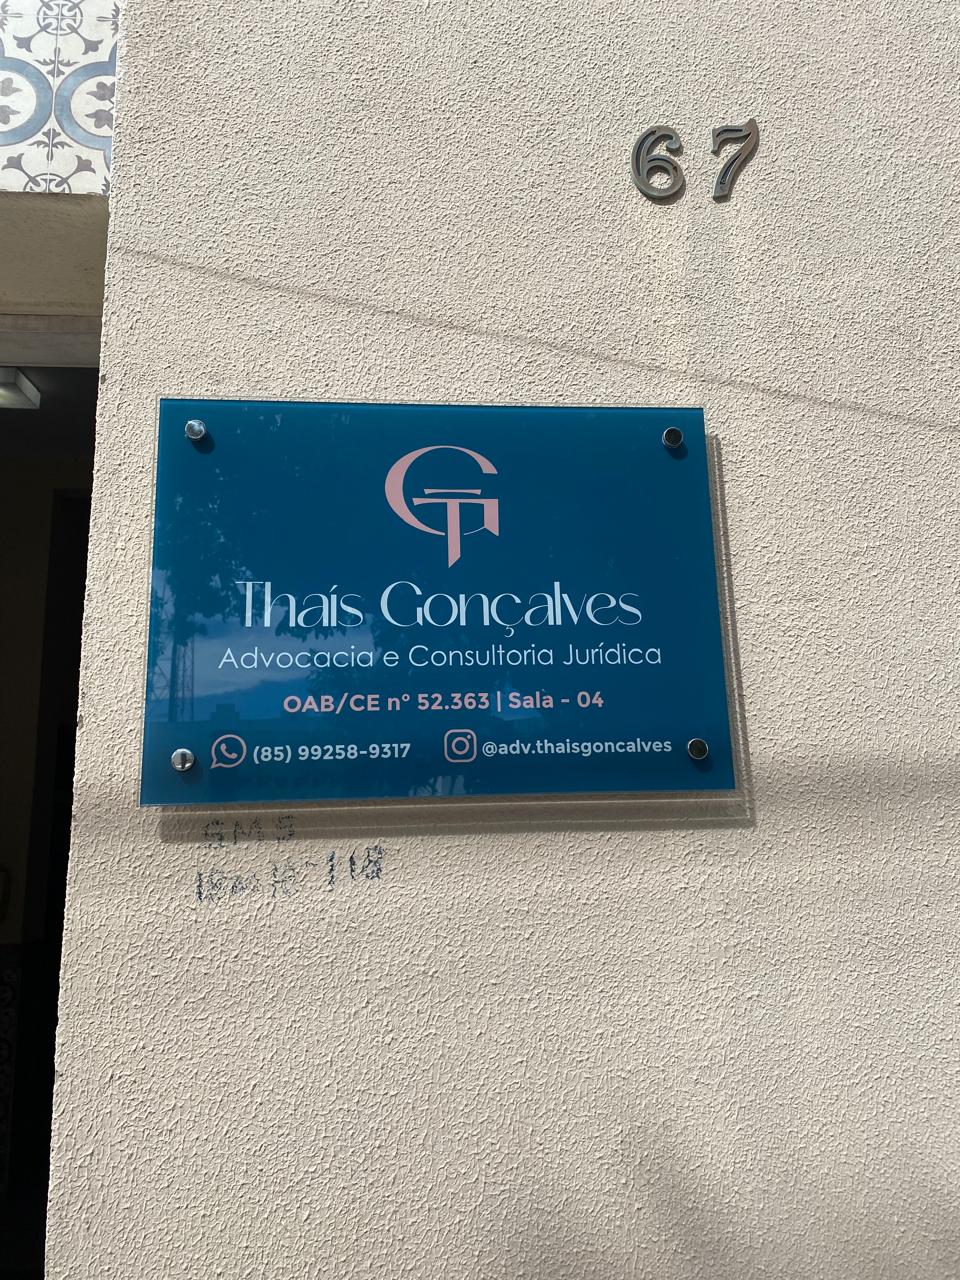 67
GT
Thaís Gonçalves
Advocacia e Consultoria Jurídica
OAB/CE nº 52.363 | Sala - 04
(85) 99258-9317 @adv.thaisgoncalves